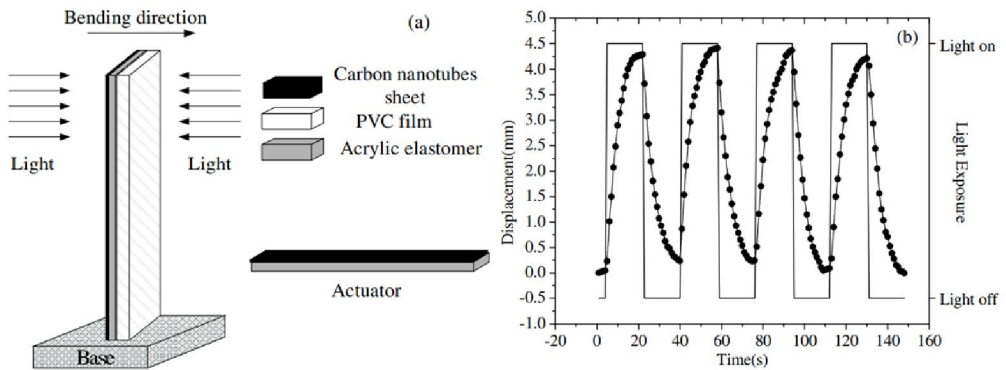 Bending direction
(a)
Carbon nanotubes
sheet
PVC film
Acrylic elastomer
Light
Light
Actuator
Base
(b)
5.0
4.5
4.0
3.5
3.0
2.5
2.0
1.5
1.0
0.5
0.0
-0.5
-1.0
Displacement(mm)
-20 0 20 40 60 80 100 120 140 160
Time(s)
Light on
Light Exposure
Light off